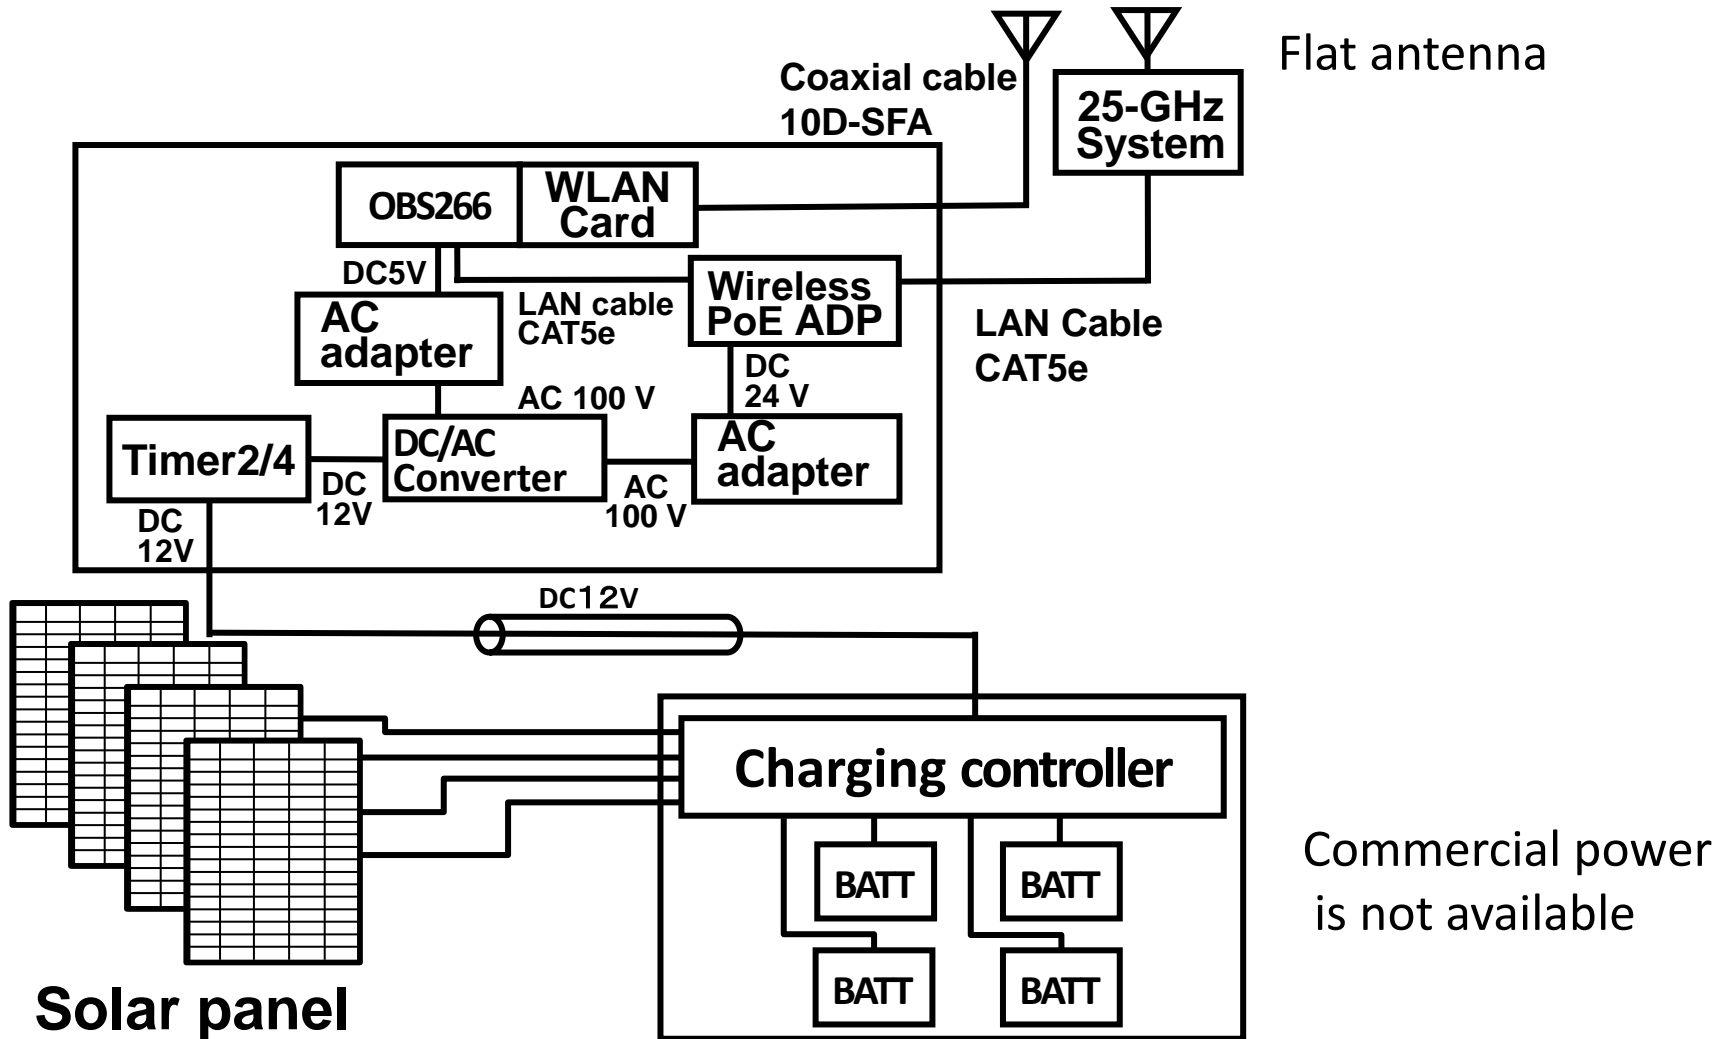 Flat antenna
Coaxial cable
10D-SFA
25-GHz
System
OBS266
WLAN
Card
DC5V
LAN cable
CAT5e
Wireless
PoE ADP
LAN Cable
CAT5e
AC
adapter
DC
24 V
AC 100 V
Timer2/4
DC
12V
DC/AC
Converter
AC
100 V
AC
adapter
DC
12V
DC12V
Charging controller
BATT
BATT
BATT
BATT
Solar panel
Commercial power
is not available